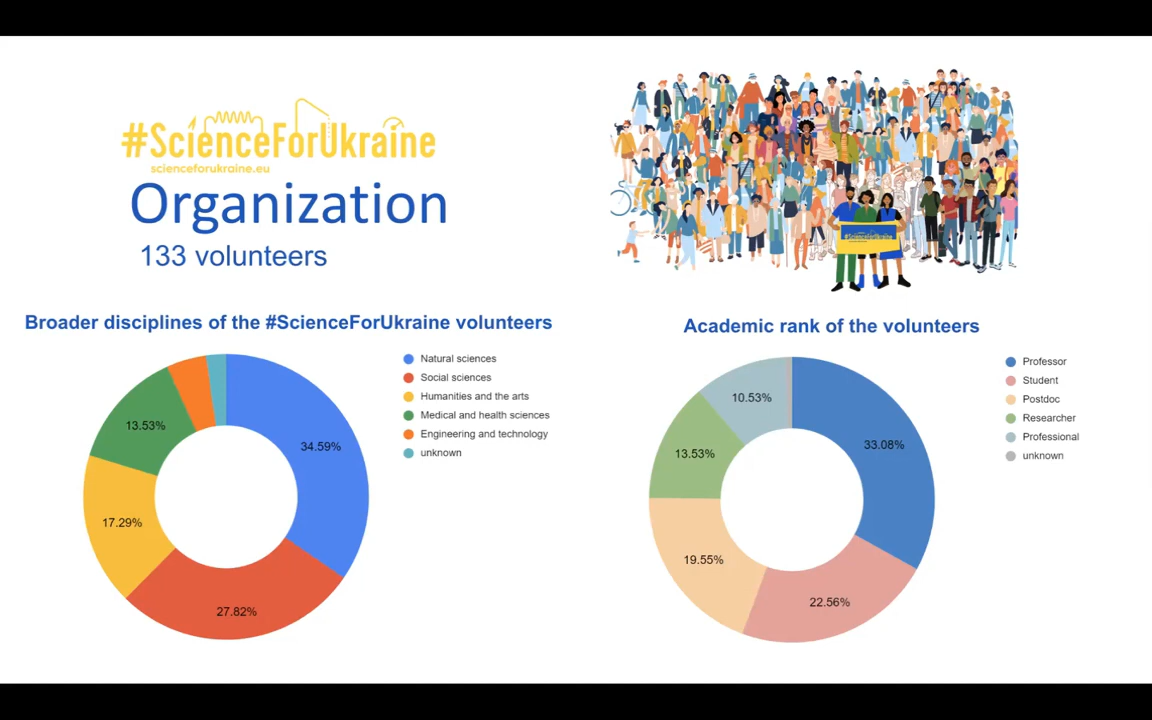 #ScienceForUkraine
scienceforukraine.eu
Organization
133 volunteers
Broader disciplines of the #ScienceForUkraine volunteers
Natural sciences
Social sciences
Humanities and the arts
Medical and health sciences
Engineering and technology
unknown
34.59%
27.82%
17.29%
13.53%
#ScienceForUkraine
Academic rank of the volunteers
Professor
Student
Postdoc
Researcher
Professional
unknown
33.08%
22.56%
19.55%
13.53%
10.53%